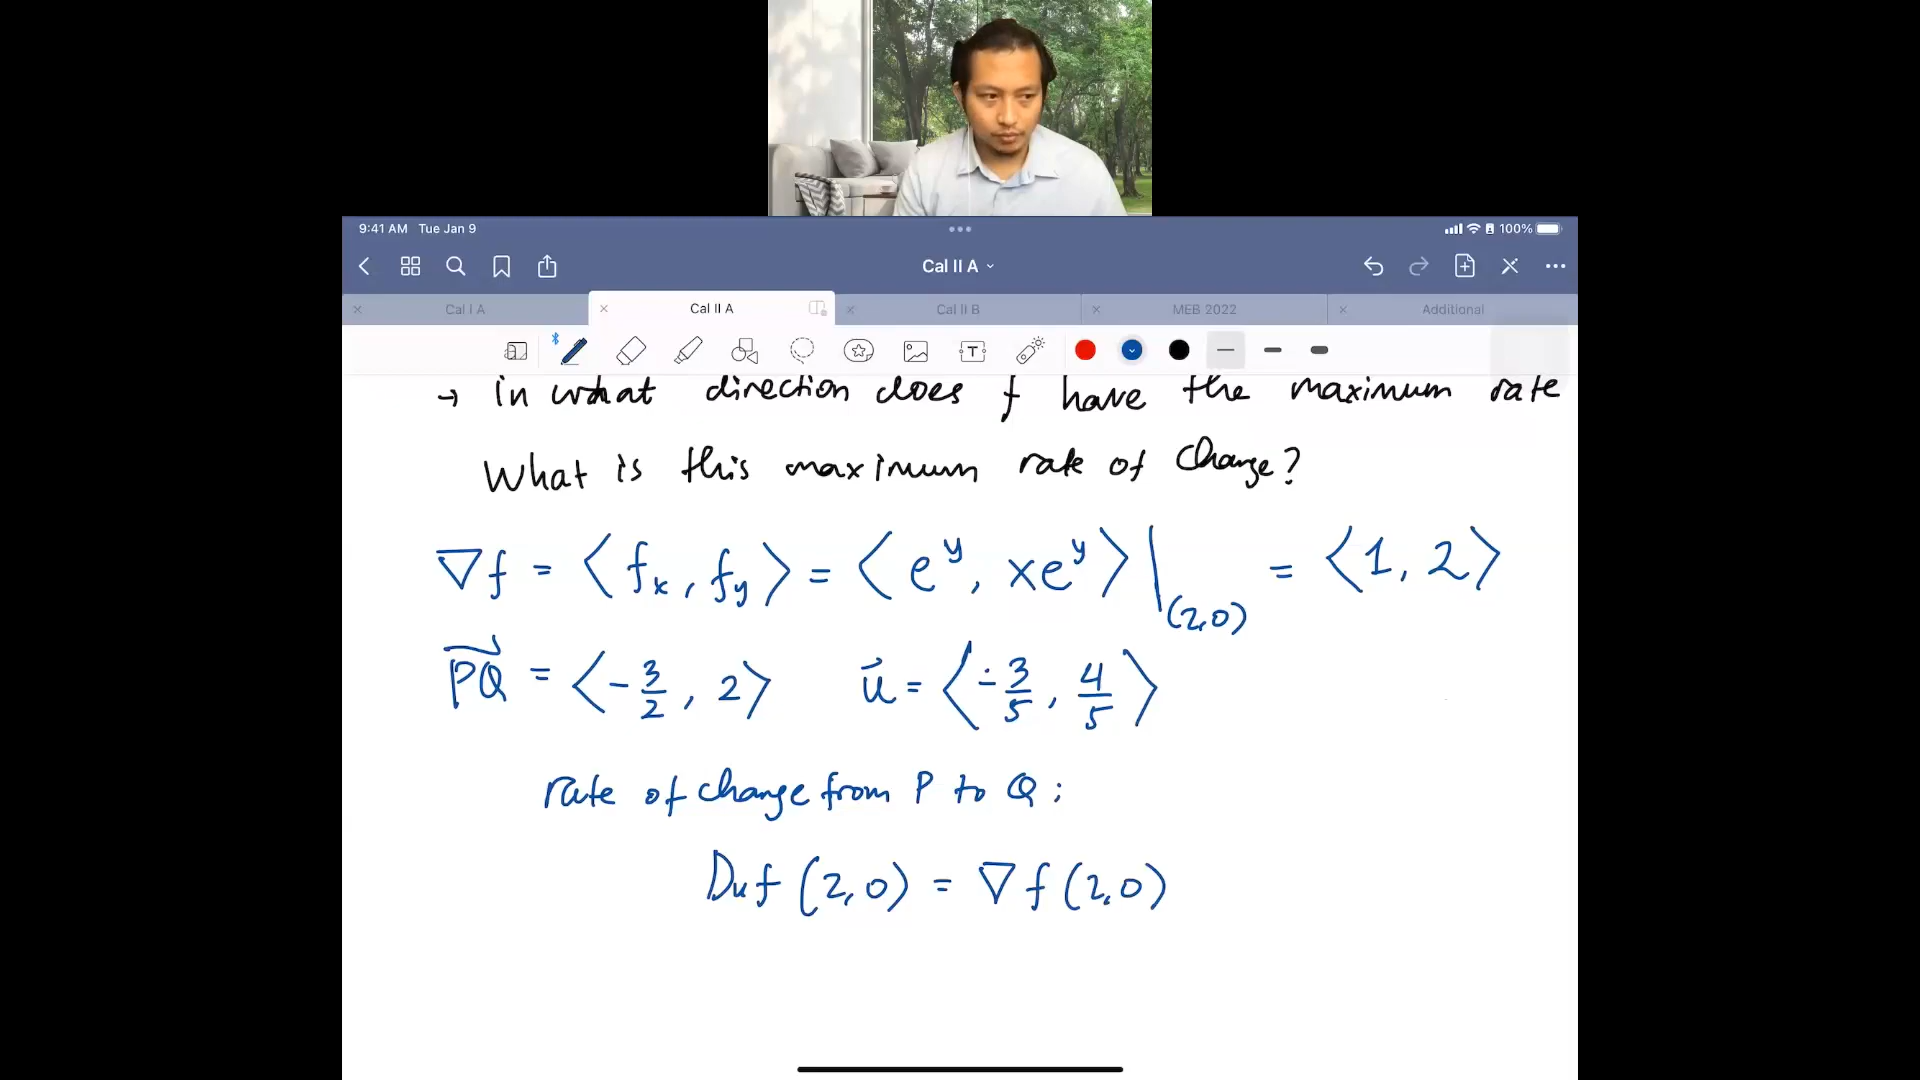 9:41 AM Tue Jan 9
100%
Cal II A
Cal I A
Cal II A
Cal II B
MEB 2022
Additional
T
→ In what direction does f have the maximum rate
What is this maximum rate of change?
∇f = ⟨fₓ, f_y⟩ = ⟨e^y, xe^y⟩|_(2,0) = ⟨1, 2⟩
PQ⃗ = ⟨-3/2, 2⟩ u⃗ = ⟨-3/5, 4/5⟩
rate of change from P to Q:
Duf(2,0) = ∇f(2,0)